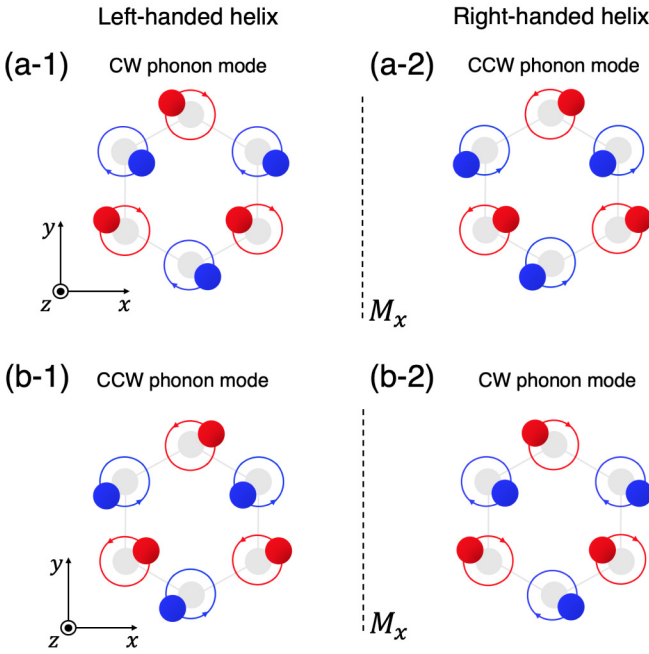 Left-handed helix
Right-handed helix
(a-1)
CW phonon mode
(a-2)
CCW phonon mode
y
z
x
M_x
(b-1)
CCW phonon mode
(b-2)
CW phonon mode
y
z
x
M_x